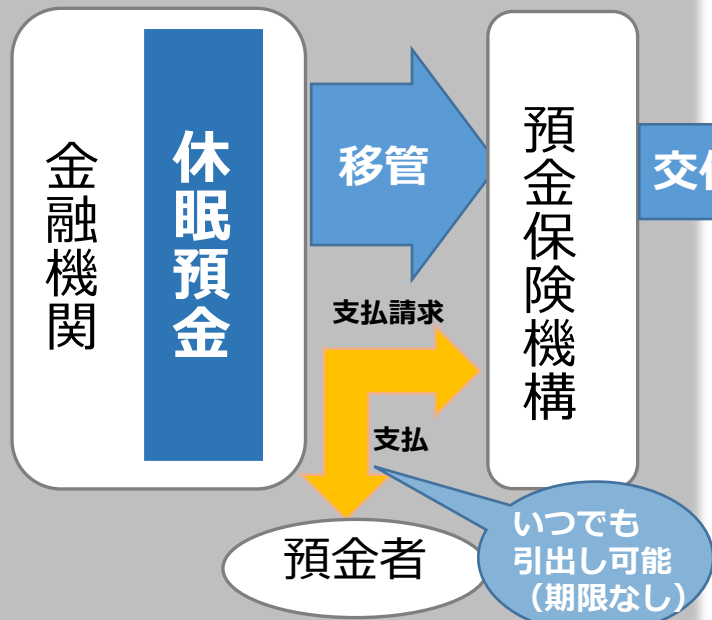 金融機関
休眠預金
移管
預金保険機構
交
支払請求
支払
預金者
いつでも
引出し可能
(期限なし)